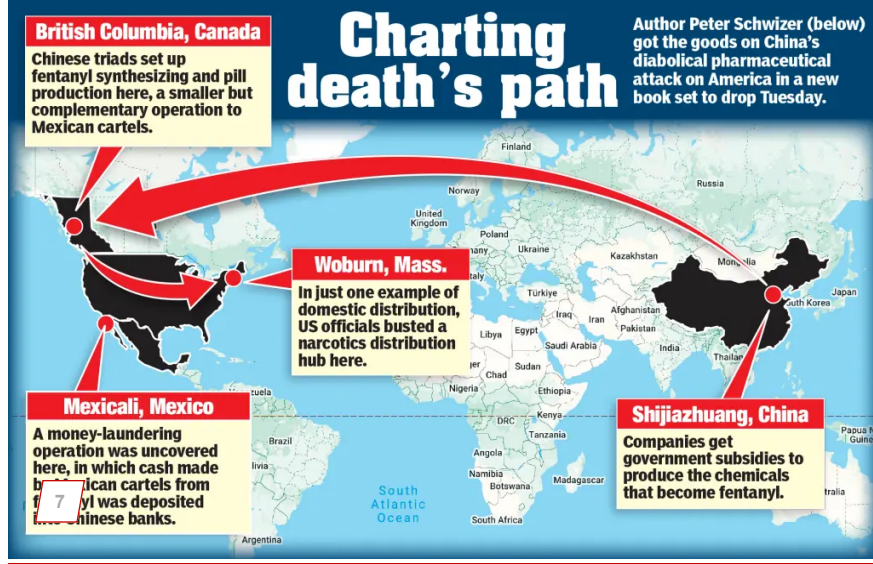 British Columbia, Canada
Chinese triads set up
fentanyl synthesizing and pill
production here, a smaller but
complementary operation to
Mexican cartels.
Charting
death's path
Author Peter Schwizer (below)
got the goods on China's
diabolical pharmaceutical
attack on America in a new
book set to drop Tuesday.
Finland
Norway
Russia
United
Kingdom
Poland
Ukraine
Kazakhstan
Mongolia
Türkiye
Japan
South Korea
Iraq
Iran
Afghanistan
Pakistan
Libya
Egypt
Saudi Arabia
India
Thailan
Chad
Sudan
Nigeria
Ethiopia
DRC
Kenya
Tanzania
Angola
Namibia
Botswana
Madagascar
South Africa
Brazil
Argentina
Papua N
Guine
South
Atlantic
Ocean
Woburn, Mass.
In just one example of
domestic distribution,
US officials busted a
narcotics distribution
hub here.
Mexicali, Mexico
A money-laundering
operation was uncovered
here, in which cash made
by Mexican cartels from
fentanyl was deposited
into Chinese banks.
7
Shijiazhuang, China
Companies get
government subsidies to
produce the chemicals
that become fentanyl.